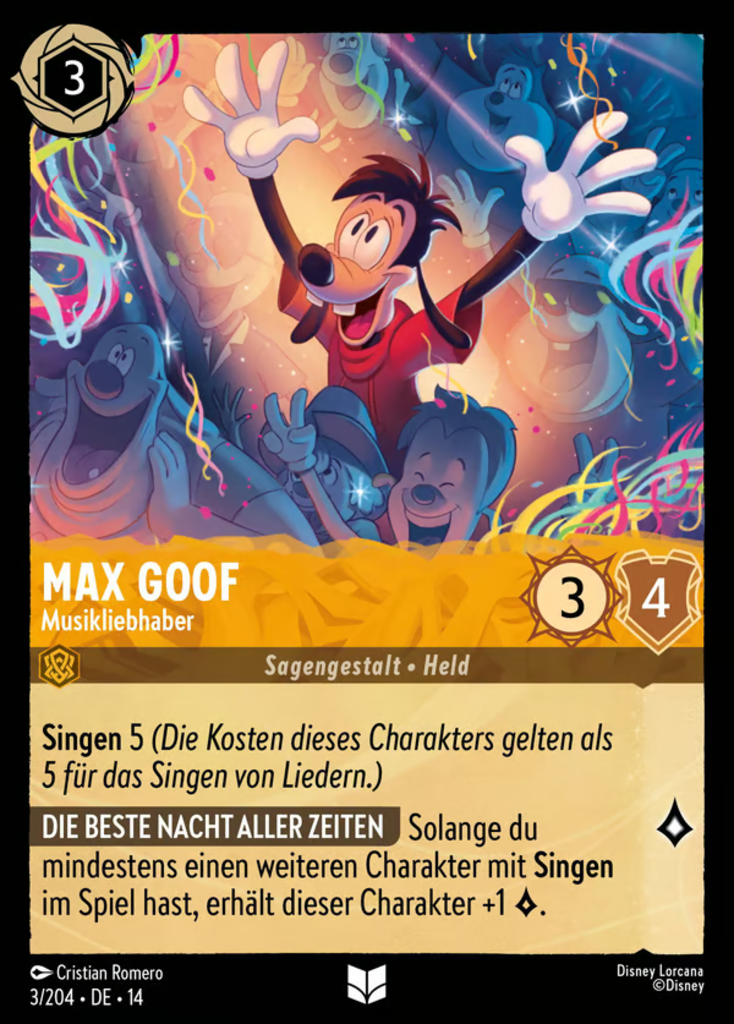 3
MAX GOOF
3
4
Musikliebhaber
Sagengestalt • Held
Singen 5 (Die Kosten dieses Charakters gelten als
5 für das Singen von Liedern.)
DIE BESTE NACHT ALLER ZEITEN Solange du
mindestens einen weiteren Charakter mit Singen
im Spiel hast, erhält dieser Charakter +1 .
Cristian Romero
Disney Lorcana
3/204 • DE • 14
©Disney